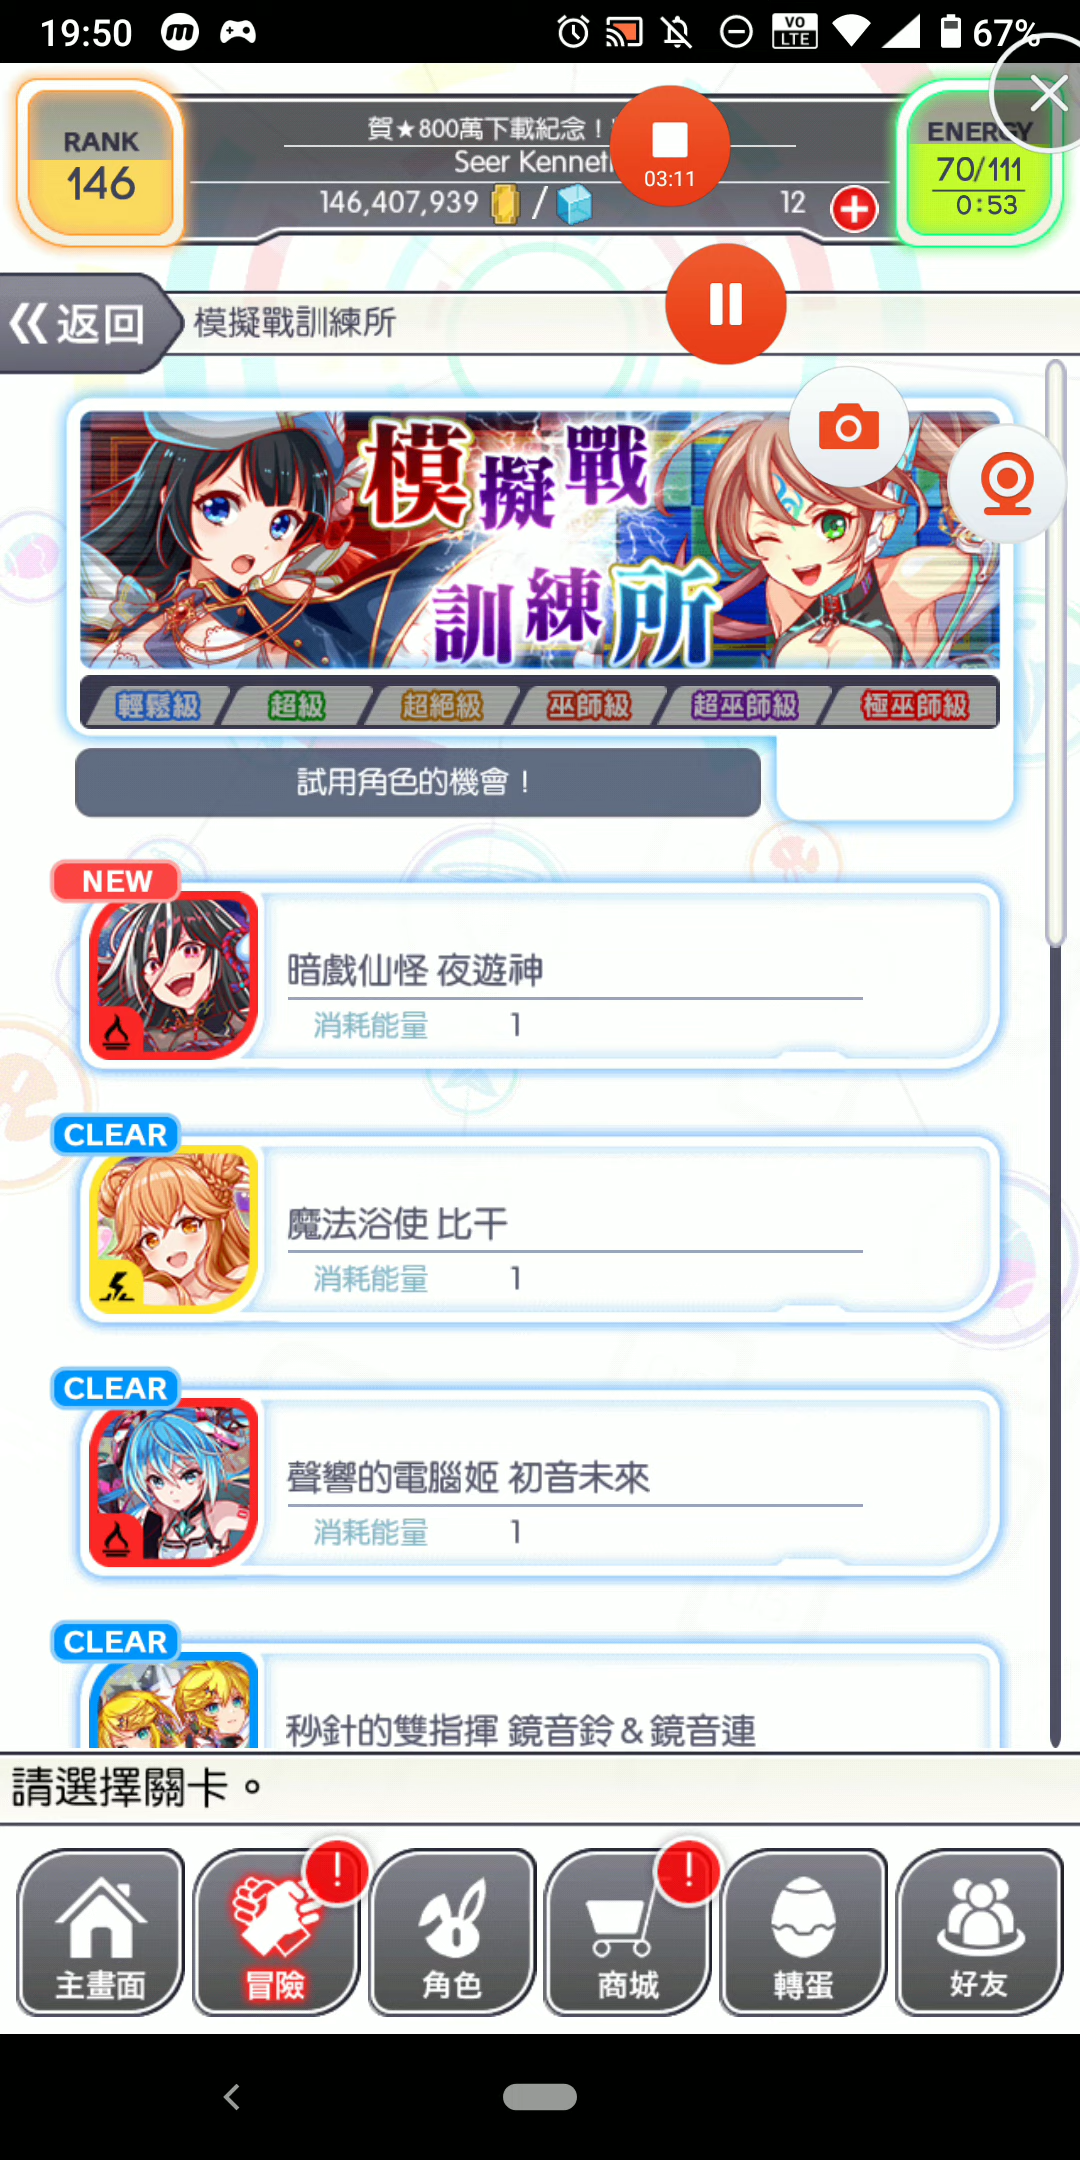 19:50
VO
LTE
67%
RANK
146
賀★800萬下載紀念！
Seer Kennet
03:11
146,407,939 / 12
ENERGY
70/111
0:53
返回
模擬戰訓練所
模擬戰
訓練所
輕鬆級 超級 超絕級 巫師級 超巫師級 極巫師級
試用角色的機會！
NEW
暗戲仙怪 夜遊神
消耗能量 1
CLEAR
魔法浴使 比干
消耗能量 1
CLEAR
聲響的電腦姬 初音未來
消耗能量 1
CLEAR
秒針的雙指揮 鏡音鈴＆鏡音連
請選擇關卡。
主畫面 冒險 角色 商城 轉蛋 好友